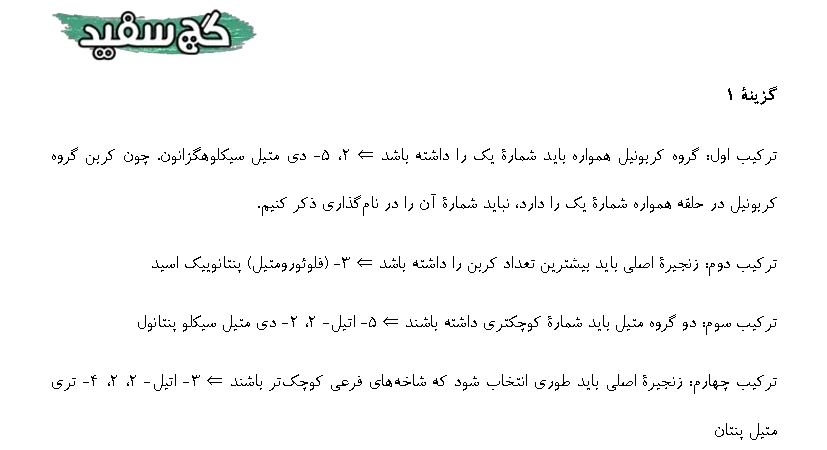 گچ سفید
گزینهٔ ۱
ترکیب اول: گروه کربونیل همواره باید شمارهٔ یک را داشته باشد ⇐ ۲، ۵- دی متیل سیکلوهگزانون. چون کربن گروه
کربونیل در حلقه همواره شمارهٔ یک را دارد، نباید شمارهٔ آن را در نام‌گذاری ذکر کنیم.
ترکیب دوم: زنجیرهٔ اصلی باید بیشترین تعداد کربن را داشته باشد ⇐ ۳- (فلوئورومتیل) پنتانوییک اسید
ترکیب سوم: دو گروه متیل باید شمارهٔ کوچکتری داشته باشند ⇐ ۵- اتیل- ۲، ۲- دی متیل سیکلو پنتانول
ترکیب چهارم: زنجیرهٔ اصلی باید طوری انتخاب شود که شاخه‌های فرعی کوچک‌تر باشند ⇐ ۳- اتیل- ۲، ۲، ۴- تری
متیل پنتان